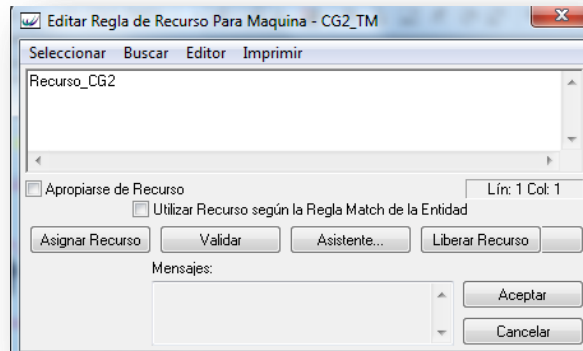 Editar Regla de Recurso Para Maquina - CG2_TM
Seleccionar Buscar Editor Imprimir
Recurso_CG2
Apropiarse de Recurso
Lín: 1 Col: 1
Utilizar Recurso según la Regla Match de la Entidad
Asignar Recurso Validar Asistente... Liberar Recurso
Mensajes:
Aceptar
Cancelar